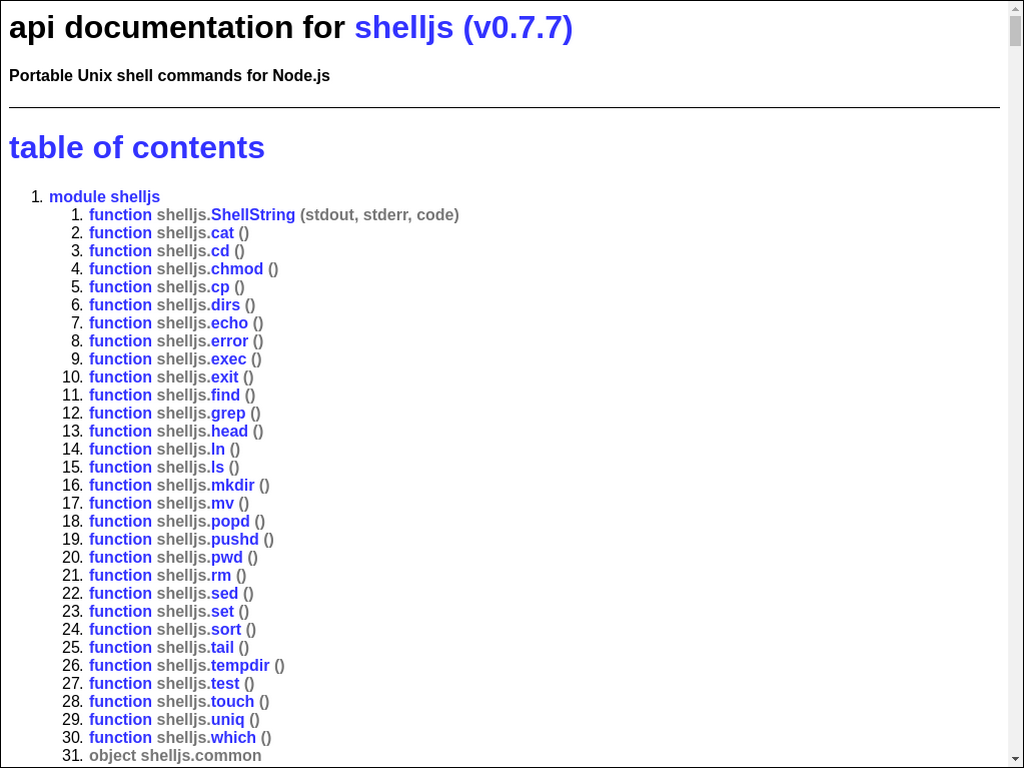 api documentation for shelljs (v0.7.7)
Portable Unix shell commands for Node.js
table of contents
1. module shelljs
1. function shelljs.ShellString (stdout, stderr, code)
2. function shelljs.cat ()
3. function shelljs.cd ()
4. function shelljs.chmod ()
5. function shelljs.cp ()
6. function shelljs.dirs ()
7. function shelljs.echo ()
8. function shelljs.error ()
9. function shelljs.exec ()
10. function shelljs.exit ()
11. function shelljs.find ()
12. function shelljs.grep ()
13. function shelljs.head ()
14. function shelljs.ln ()
15. function shelljs.ls ()
16. function shelljs.mkdir ()
17. function shelljs.mv ()
18. function shelljs.popd ()
19. function shelljs.pushd ()
20. function shelljs.pwd ()
21. function shelljs.rm ()
22. function shelljs.sed ()
23. function shelljs.set ()
24. function shelljs.sort ()
25. function shelljs.tail ()
26. function shelljs.tempdir ()
27. function shelljs.test ()
28. function shelljs.touch ()
29. function shelljs.uniq ()
30. function shelljs.which ()
31. object shelljs.common